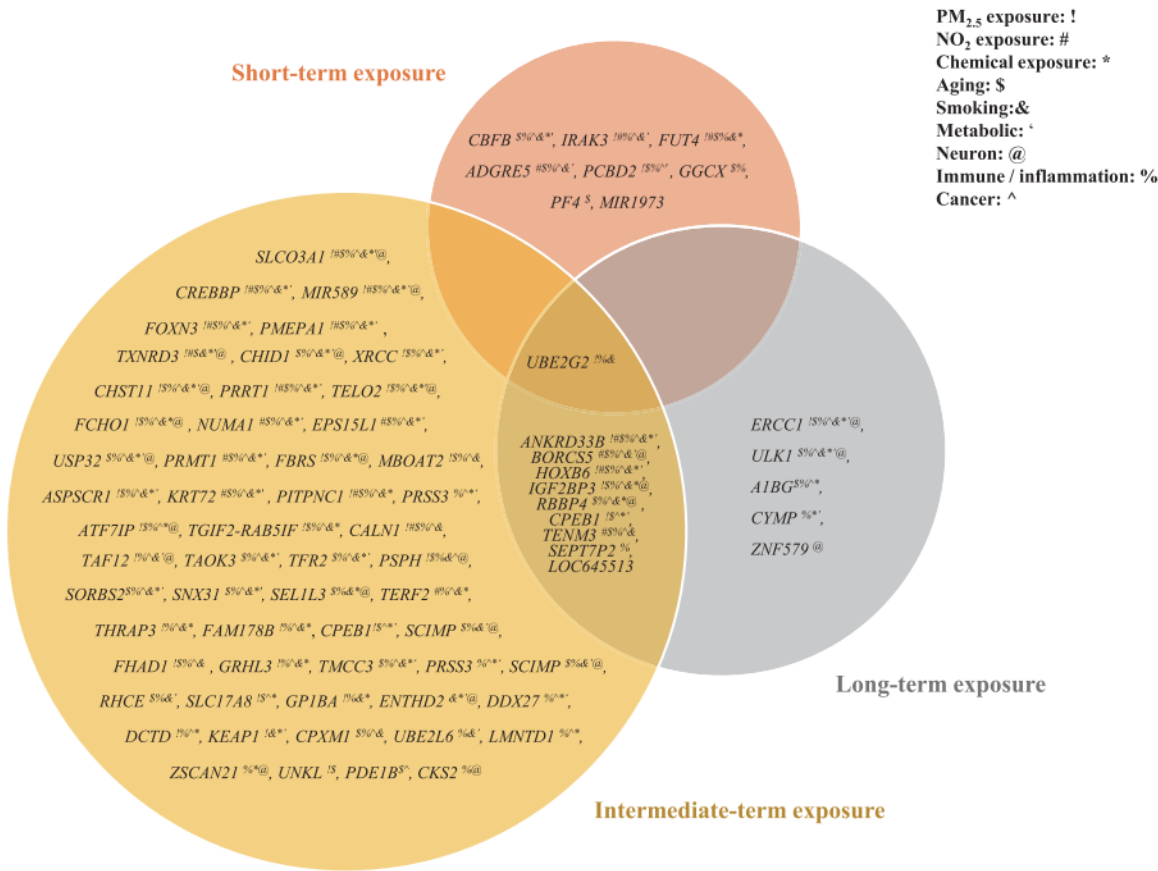 PM2.5 exposure: !
NO2 exposure: #
Chemical exposure: *
Aging: $
Smoking:&
Metabolic: ‘
Neuron: @
Immune / inflammation: %
Cancer: ^
Short-term exposure
CBFB $%^&*', IRAK3 !#%^&', FUT4 !#$%&*,
ADGRE5 #$%^&', PCBD2 !$%^', GGCX $%,
PF4 $, MIR1973
SLCO3A1 !#$%^&*'@,
CREBBP !#$%^&*', MIR589 !#$%^&*'@,
FOXN3 !#$%^&*', PMEPA1 !#$%^&*' ,
TXNRD3 !#$&*'@ , CHID1 $%^&*'@, XRCC !$%^&*',
CHST11 !$%^&*'@, PRRT1 !#%^&*', TELO2 $%^&*'@,
FCHO1 !$%^&*@ , NUMA1 #$%^&*', EPS15L1 #$%^&*',
USP32 $%^&*'@, PRMT1 #$%^&*', FBRS !$%^&*@, MBOAT2 !$%^&,
ASPSCR1 !$%^&*', KRT72 #$%^&*', PITPNC1 !#$%^&*, PRSS3 %^*',
ATF7IP !$%^*@, TGIF2-RAB5IF !$%^&*, CALN1 !#$%^&,
TAF12 !%^&'@, TAOK3 $%^&*', TFR2 $%^&*', PSPH !$%&^@,
SORBS2$%^&*', SNX31 $%^&*', SEL1L3 $%&*@, TERF2 #%^&*,
THRAP3 !%^&*, FAM178B !%^&*, CPEB1!$^*', SCIMP $%&'@,
FHAD1 !$%^&, GRHL3 !%^&*, TMCC3 $%^&*', PRSS3 %^*', SCIMP $%&'@,
RHCE $%&', SLC17A8 !$^*, GP1BA !%&*, ENTHD2 &*'@, DDX27 %^*',
DCTD !%^*, KEAP1 !&*', CPXM1 $%^&, UBE2L6 %&', LMNTD1 %^*,
ZSCAN21 %*@, UNKL !$, PDE1B$^, CKS2 %@
UBE2G2 !%&
ANKRD33B !#$%^&*',
BORCS5 #$%^&'@,
HOXB6 !#$%^&*',
IGF2BP3 !$%^&*@,
RBBP4 $%^&*@,
CPEB1 !$^*',
TENM3 #$%^&,
SEPT7P2 %,
LOC645513
ERCC1 !$%^&*'@,
ULK1 $%^&*'@,
A1BG$%^*,
CYMP %*',
ZNF579 @
Long-term exposure
Intermediate-term exposure